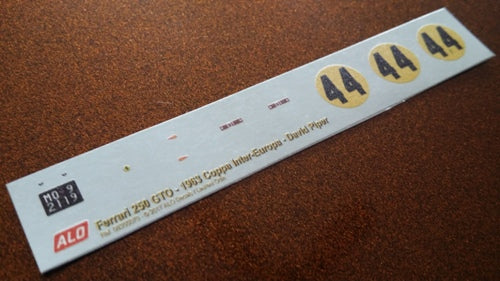 44 44 44
MO-9
2119
Ferrari 250 GTO - 1963 Coppa Inter-Europa - David Piper
ALO